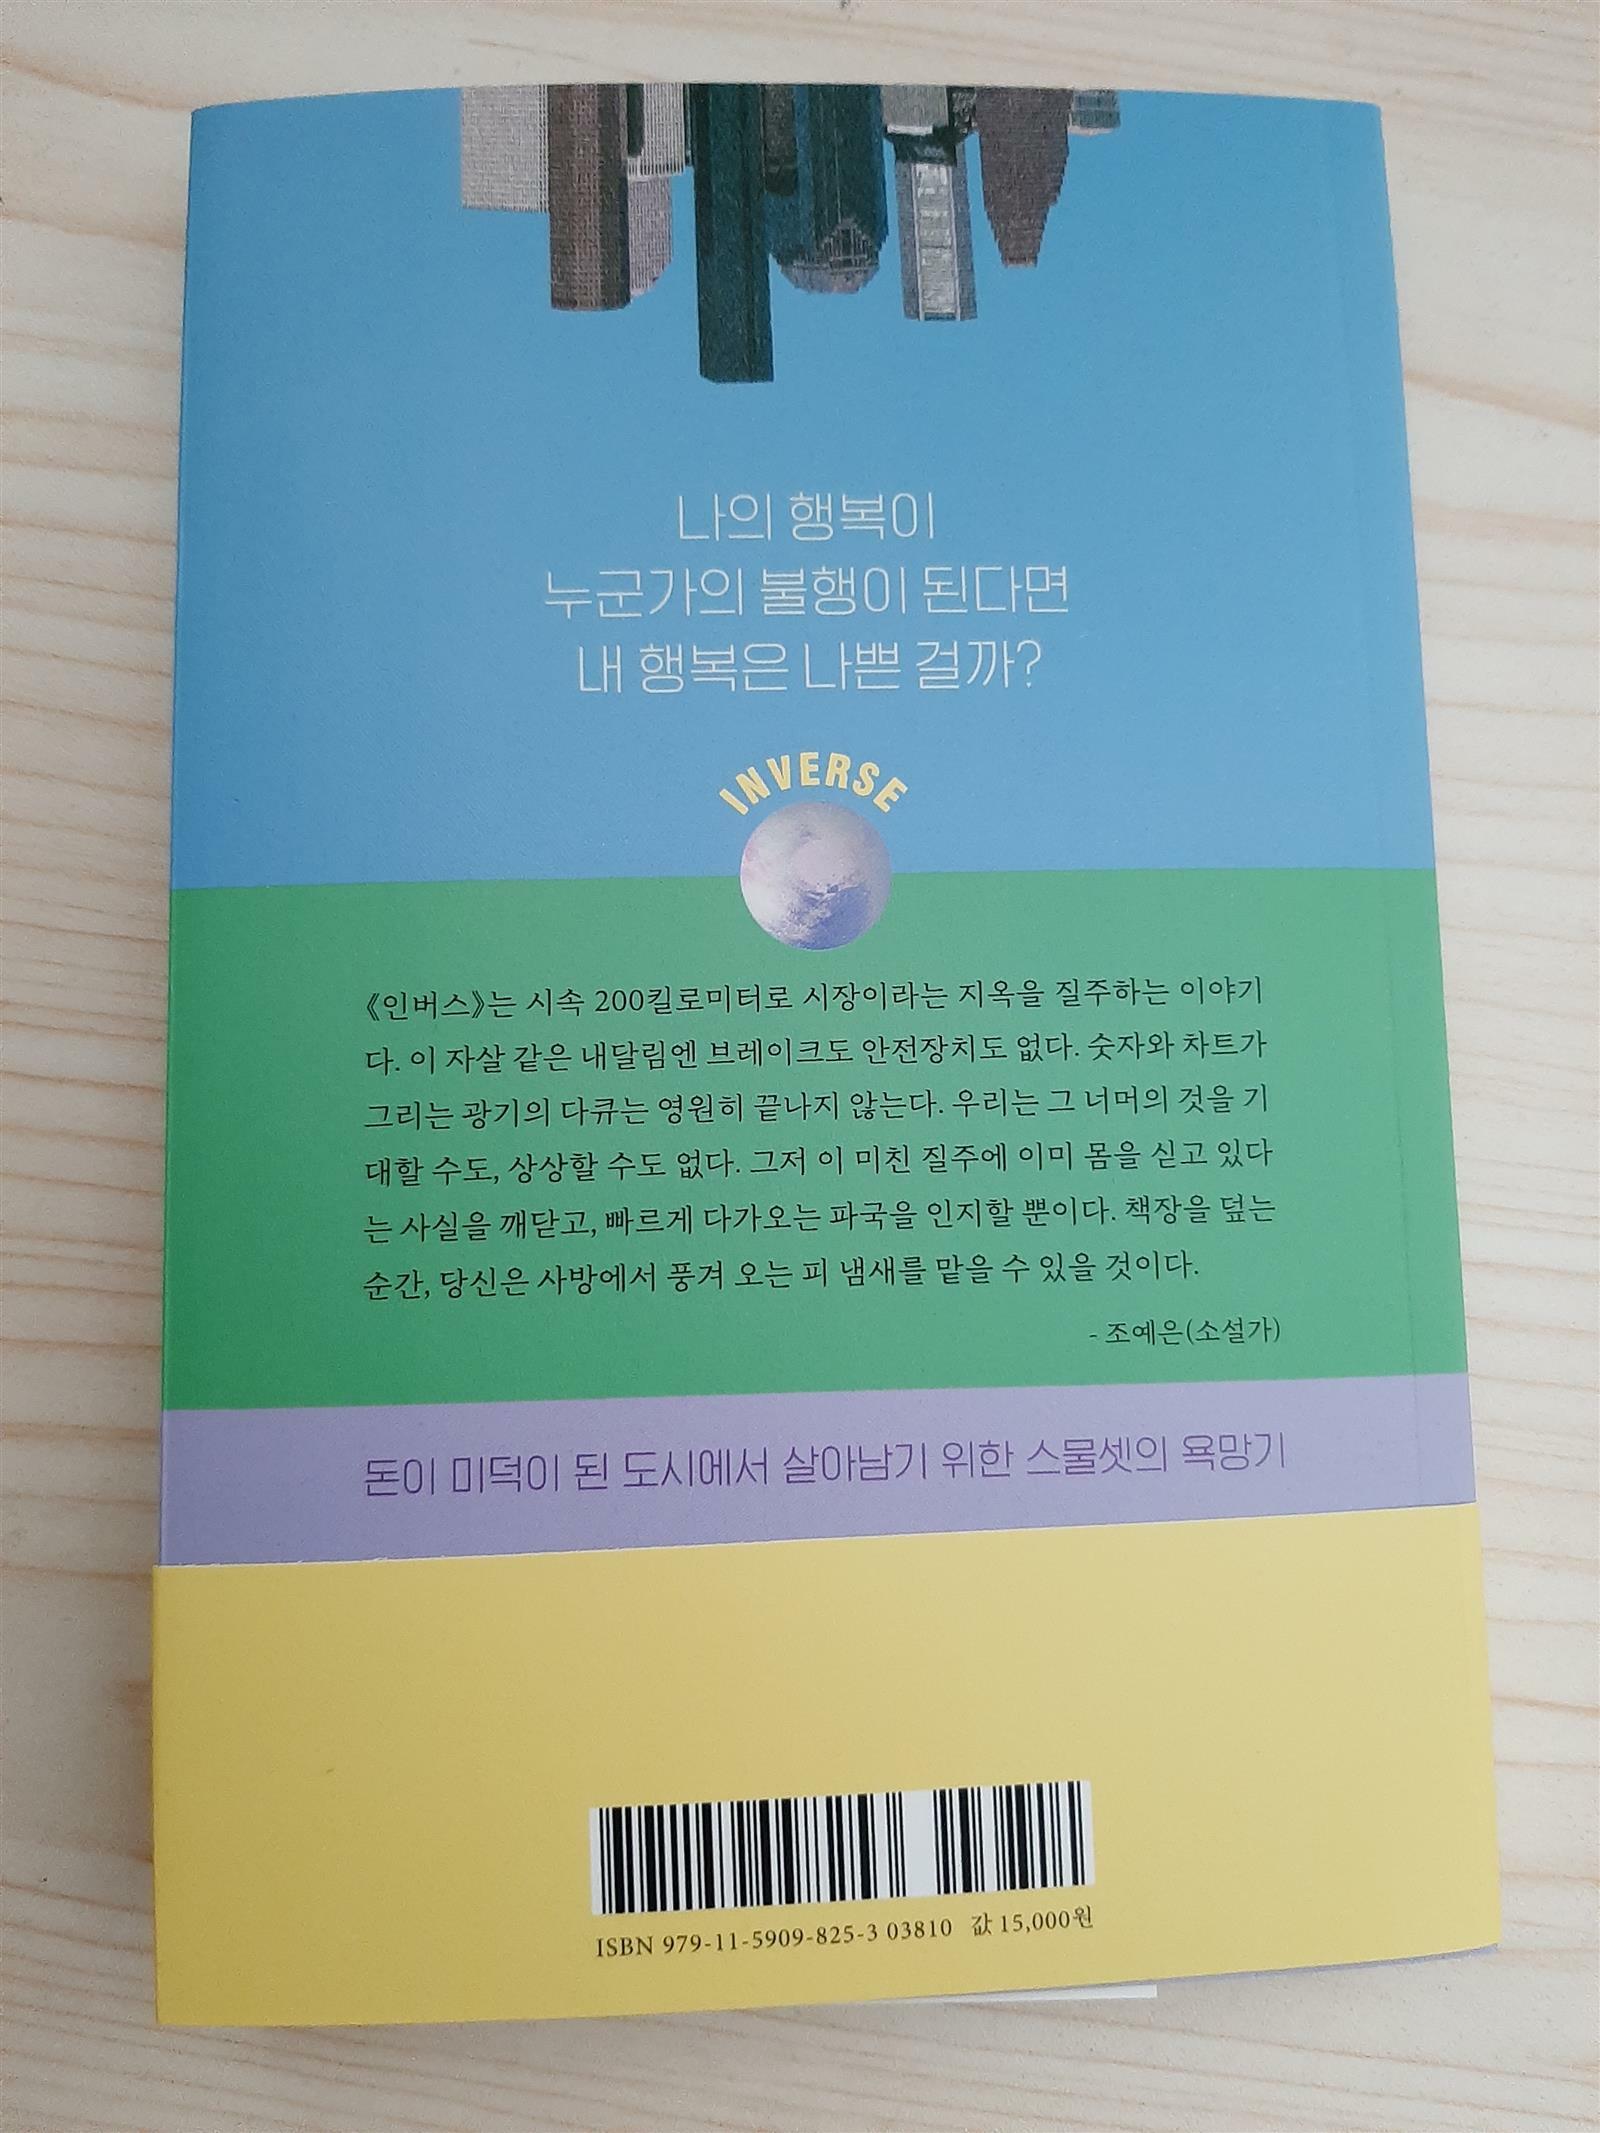 나의 행복이
누군가의 불행이 된다면
내 행복은 나쁜 걸까?
INVERSE
《인버스》는 시속 200킬로미터로 시장이라는 지옥을 질주하는 이야기
다. 이 자살 같은 내달림엔 브레이크도 안전장치도 없다. 숫자와 차트가
그리는 광기의 다큐는 영원히 끝나지 않는다. 우리는 그 너머의 것을 기
대할 수도, 상상할 수도 없다. 그저 이 미친 질주에 이미 몸을 싣고 있다
는 사실을 깨닫고, 빠르게 다가오는 파국을 인지할 뿐이다. 책장을 덮는
순간, 당신은 사방에서 풍겨 오는 피 냄새를 맡을 수 있을 것이다.
- 조예은(소설가)
돈이 미덕이 된 도시에서 살아남기 위한 스물셋의 욕망기
ISBN 979-11-5909-825-3 03810 값 15,000원